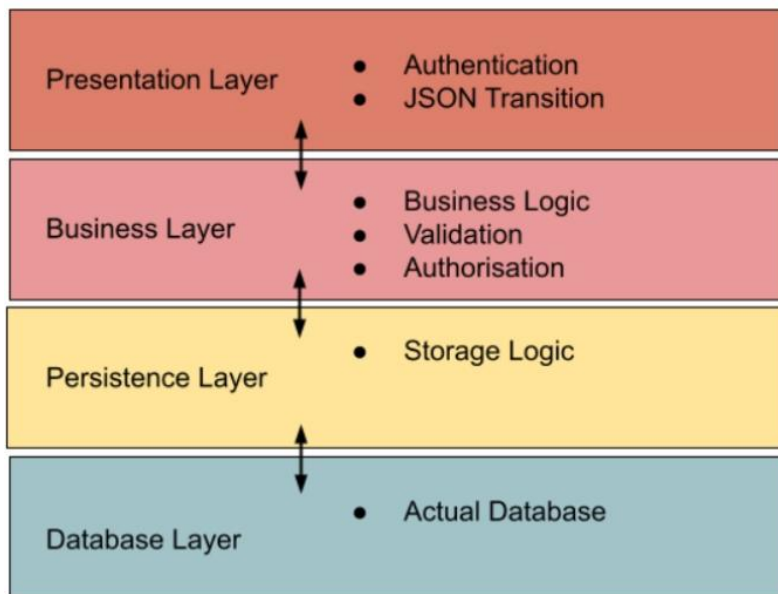 Presentation Layer
● Authentication
● JSON Transition
Business Layer
● Business Logic
● Validation
● Authorisation
Persistence Layer
● Storage Logic
Database Layer
● Actual Database